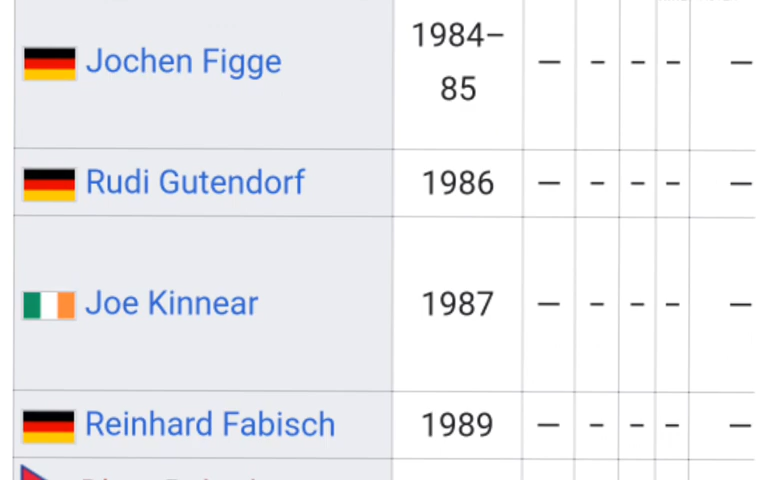 Jochen Figge 1984–85 — – – – —
Rudi Gutendorf 1986 — – – – —
Joe Kinnear 1987 — – – – —
Reinhard Fabisch 1989 — – – – —